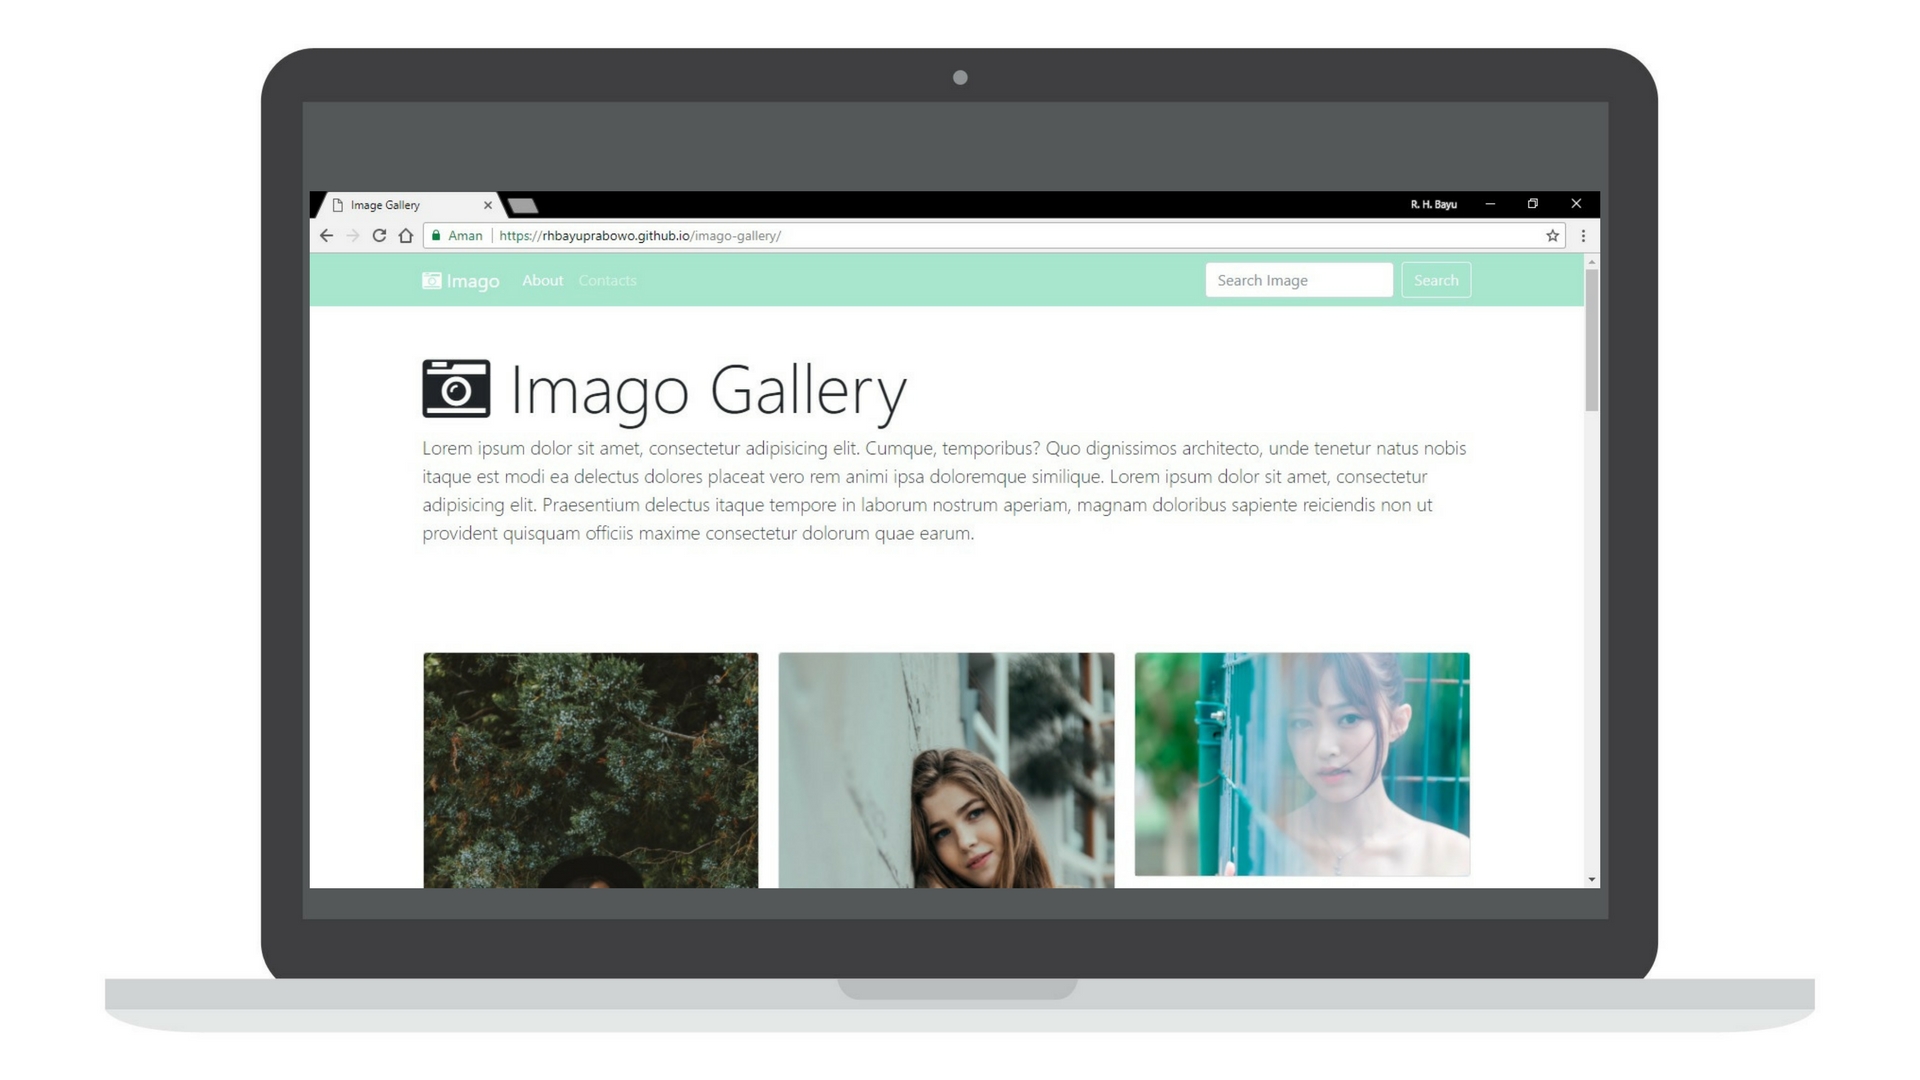 Image Gallery
R. H. Bayu
Aman https://rhbayuprabowo.github.io/imago-gallery/
Imago About Contacts Search Image Search
Imago Gallery
Lorem ipsum dolor sit amet, consectetur adipisicing elit. Cumque, temporibus? Quo dignissimos architecto, unde tenetur natus nobis
itaque est modi ea delectus dolores placeat vero rem animi ipsa doloremque similique. Lorem ipsum dolor sit amet, consectetur
adipisicing elit. Praesentium delectus itaque tempore in laborum nostrum aperiam, magnam doloribus sapiente reiciendis non ut
provident quisquam officiis maxime consectetur dolorum quae earum.